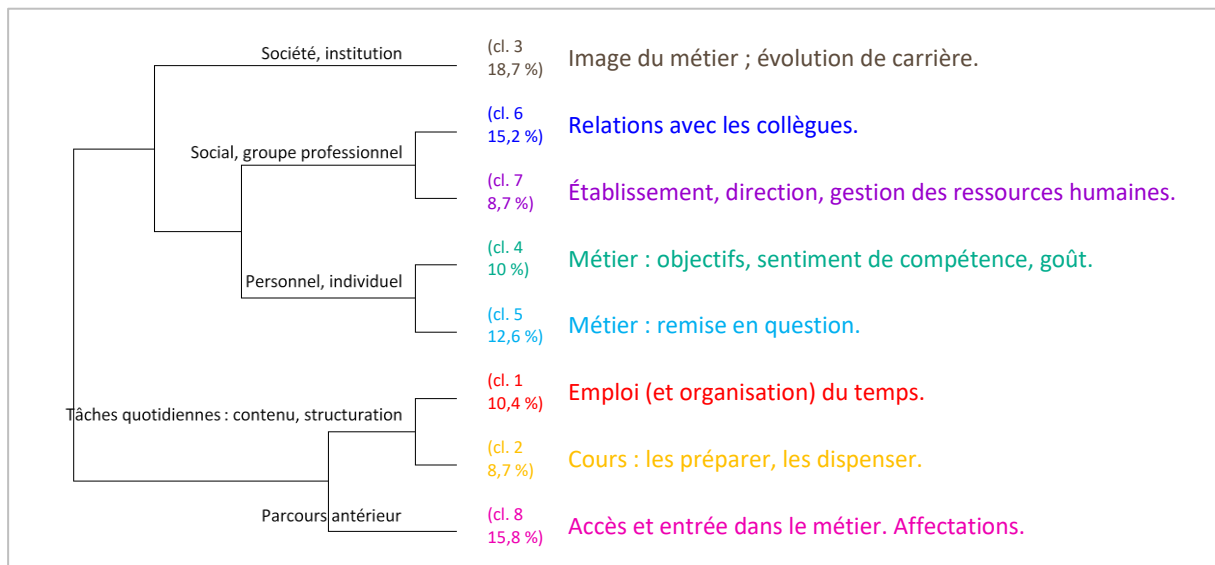 Société, institution
(cl. 3
18,7 %)
Image du métier ; évolution de carrière.
(cl. 6
15,2 %)
Relations avec les collègues.
Social, groupe professionnel
(cl. 7
8,7 %)
Établissement, direction, gestion des ressources humaines.
(cl. 4
10 %)
Métier : objectifs, sentiment de compétence, goût.
Personnel, individuel
(cl. 5
12,6 %)
Métier : remise en question.
(cl. 1
10,4 %)
Emploi (et organisation) du temps.
Tâches quotidiennes : contenu, structuration
(cl. 2
8,7 %)
Cours : les préparer, les dispenser.
Parcours antérieur
(cl. 8
15,8 %)
Accès et entrée dans le métier. Affectations.